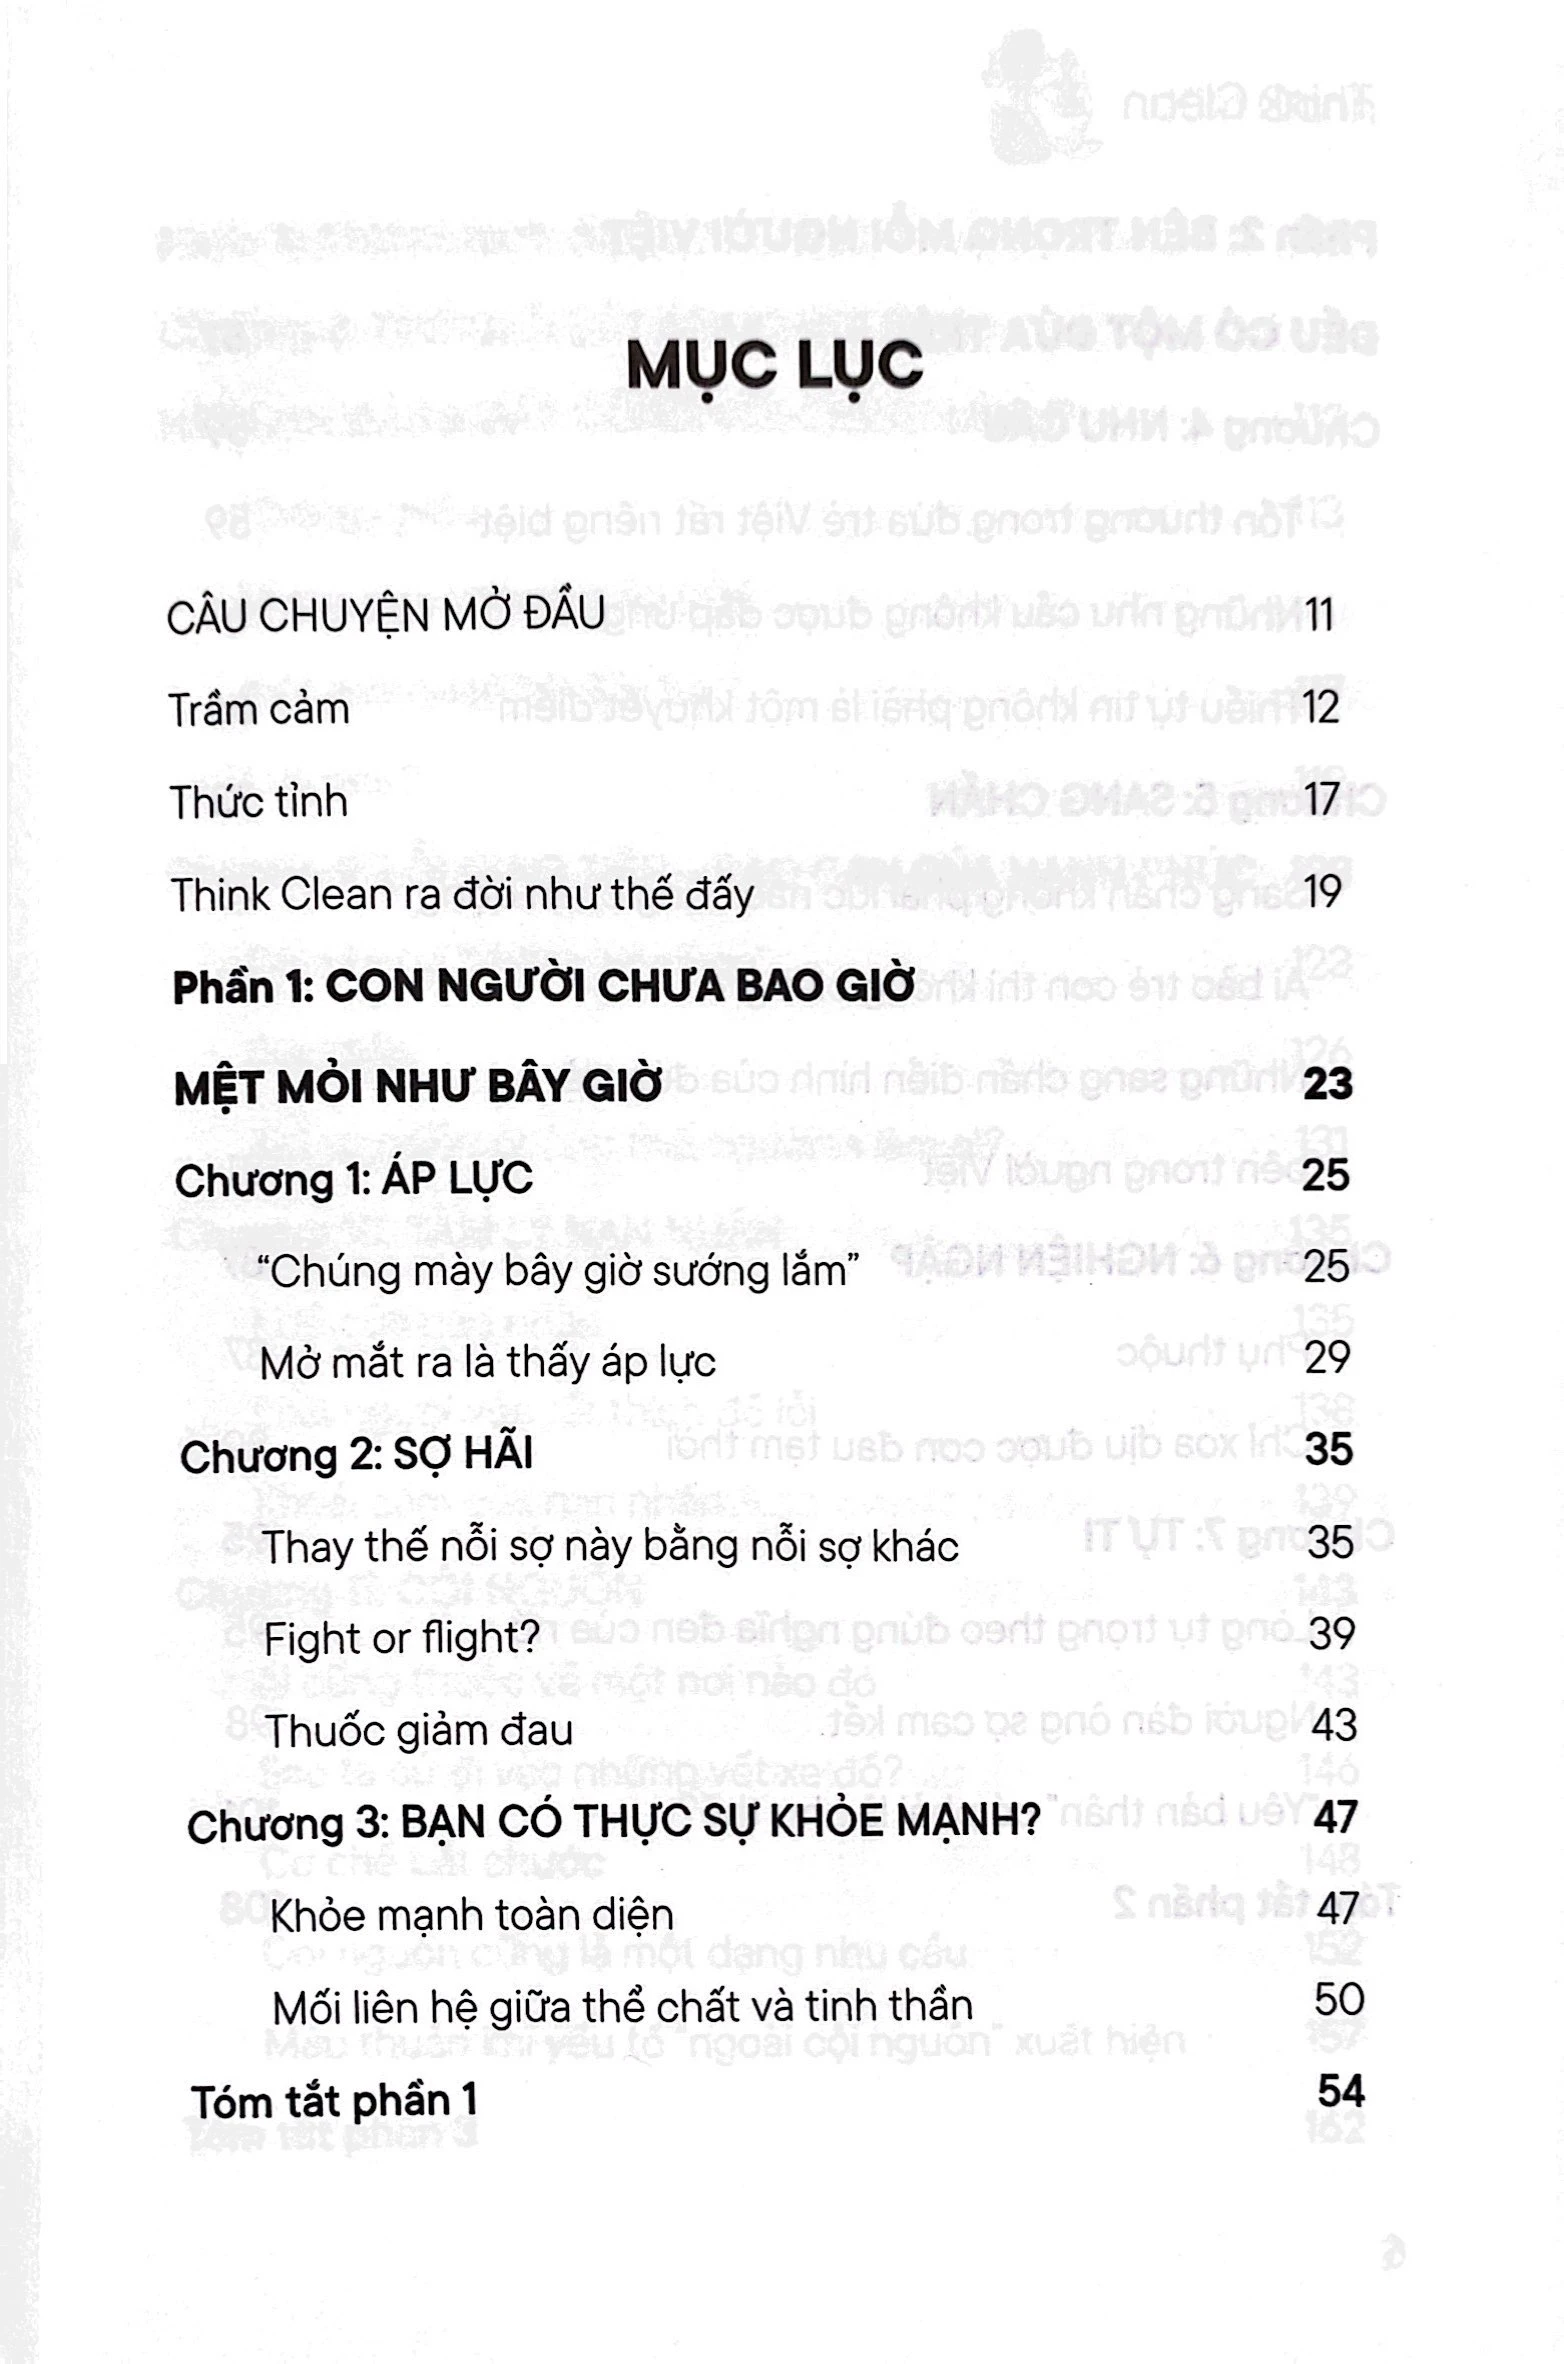 MỤC LỤC
CÂU CHUYỆN MỞ ĐẦU 11
Trầm cảm 12
Thức tỉnh 17
Think Clean ra đời như thế đấy 19
Phần 1: CON NGƯỜI CHƯA BAO GIỜ
MỆT MỎI NHƯ BÂY GIỜ 23
Chương 1: ÁP LỰC 25
“Chúng mày bây giờ sướng lắm” 25
Mở mắt ra là thấy áp lực 29
Chương 2: SỢ HÃI 35
Thay thế nỗi sợ này bằng nỗi sợ khác 35
Fight or flight? 39
Thuốc giảm đau 43
Chương 3: BẠN CÓ THỰC SỰ KHỎE MẠNH? 47
Khỏe mạnh toàn diện 47
Mối liên hệ giữa thể chất và tinh thần 50
Tóm tắt phần 1 54